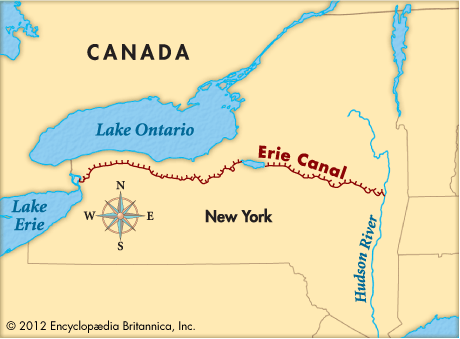 CANADA
Lake Ontario
Erie Canal
Lake
Erie
N
W E
S
New York
Hudson River
© 2012 Encyclopædia Britannica, Inc.